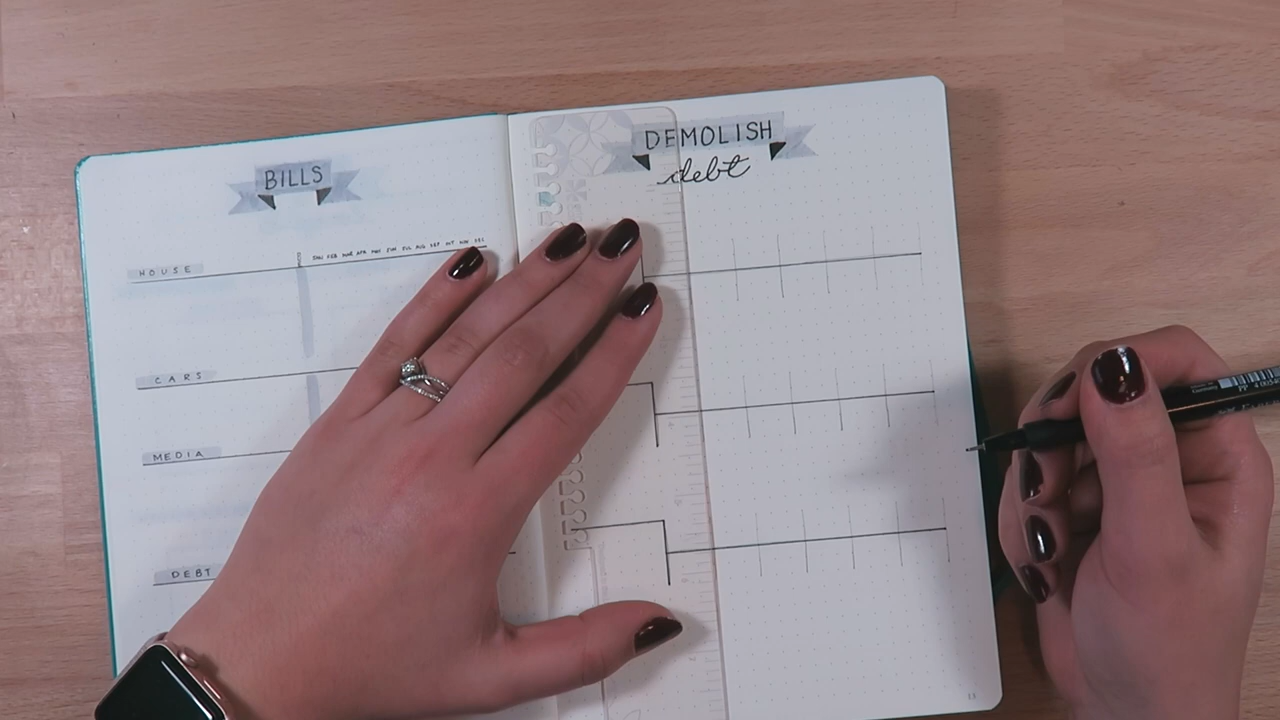 BILLS
HOUSE
JAN FEB MAR APR MAY JUN JUL AUG SEP OCT NOV DEC
CARS
MEDIA
DEBT
DEMOLISH
debt